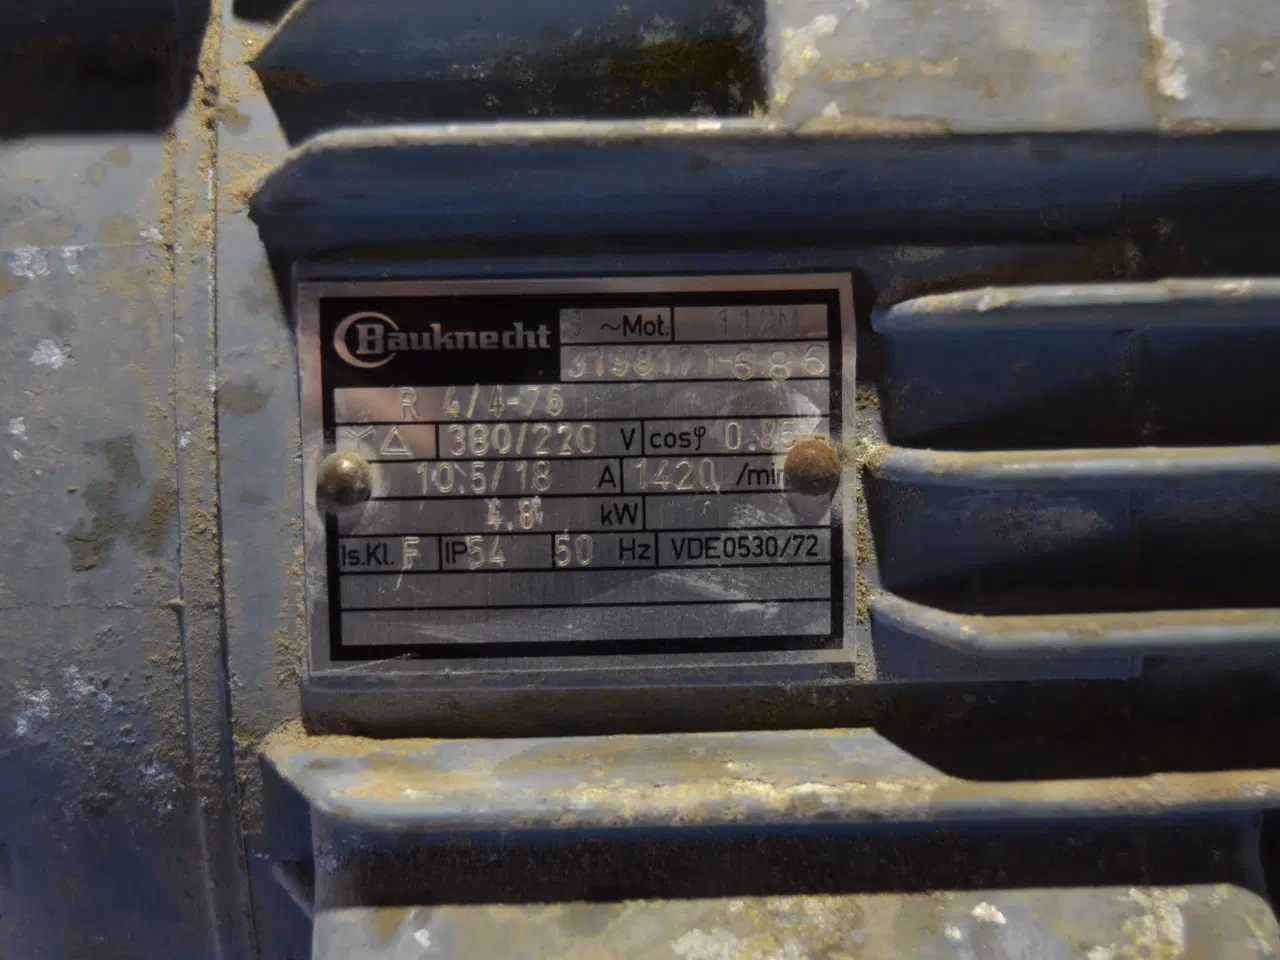 Bauknecht
~Mot. 112M
3198171-686
R 4/4-76
Y△ 380/220 V cosφ 0.85
10.5/18 A 1420 /min
4.8 kW
Is.Kl. F IP54 50 Hz VDE0530/72